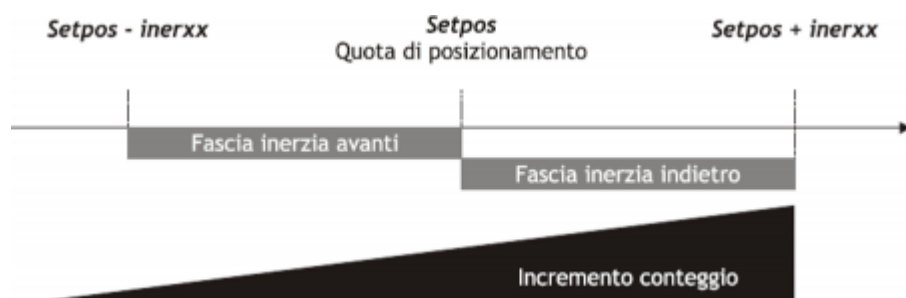 Setpos - inerxx
Setpos
Quota di posizionamento
Setpos + inerxx
Fascia inerzia avanti
Fascia inerzia indietro
Incremento conteggio